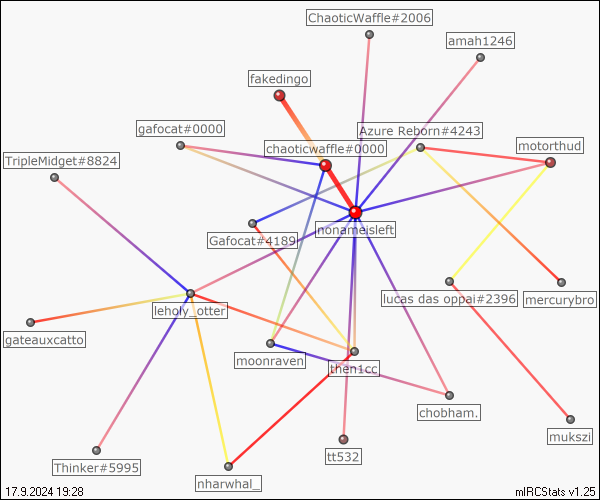 ChaoticWaffle#2006
amah1246
fakedingo
gafocat#0000
Azure Reborn#4243
chaoticwaffle#0000
motorthud
TripleMidget#8824
nonameisleft
Gafocat#4189
lucas das oppai#2396
mercurybro
leholy_otter
gateauxcatto
moonraven
then1cc
chobham.
mukszi
tt532
Thinker#5995
nharwhal_
17.9.2024 19:28
mIRCStats v1.25